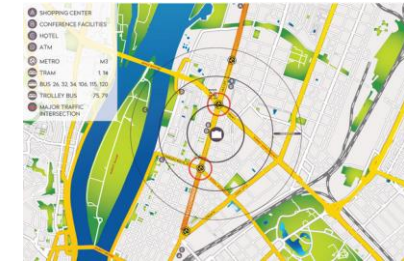 SHOPPING CENTER
CONFERENCE FACILITIES
HOTEL
ATM
METRO M3
TRAM 1, 14
BUS 26, 32, 34, 106, 115, 120
TROLLEY BUS 75, 79
MAJOR TRAFFIC
INTERSECTION